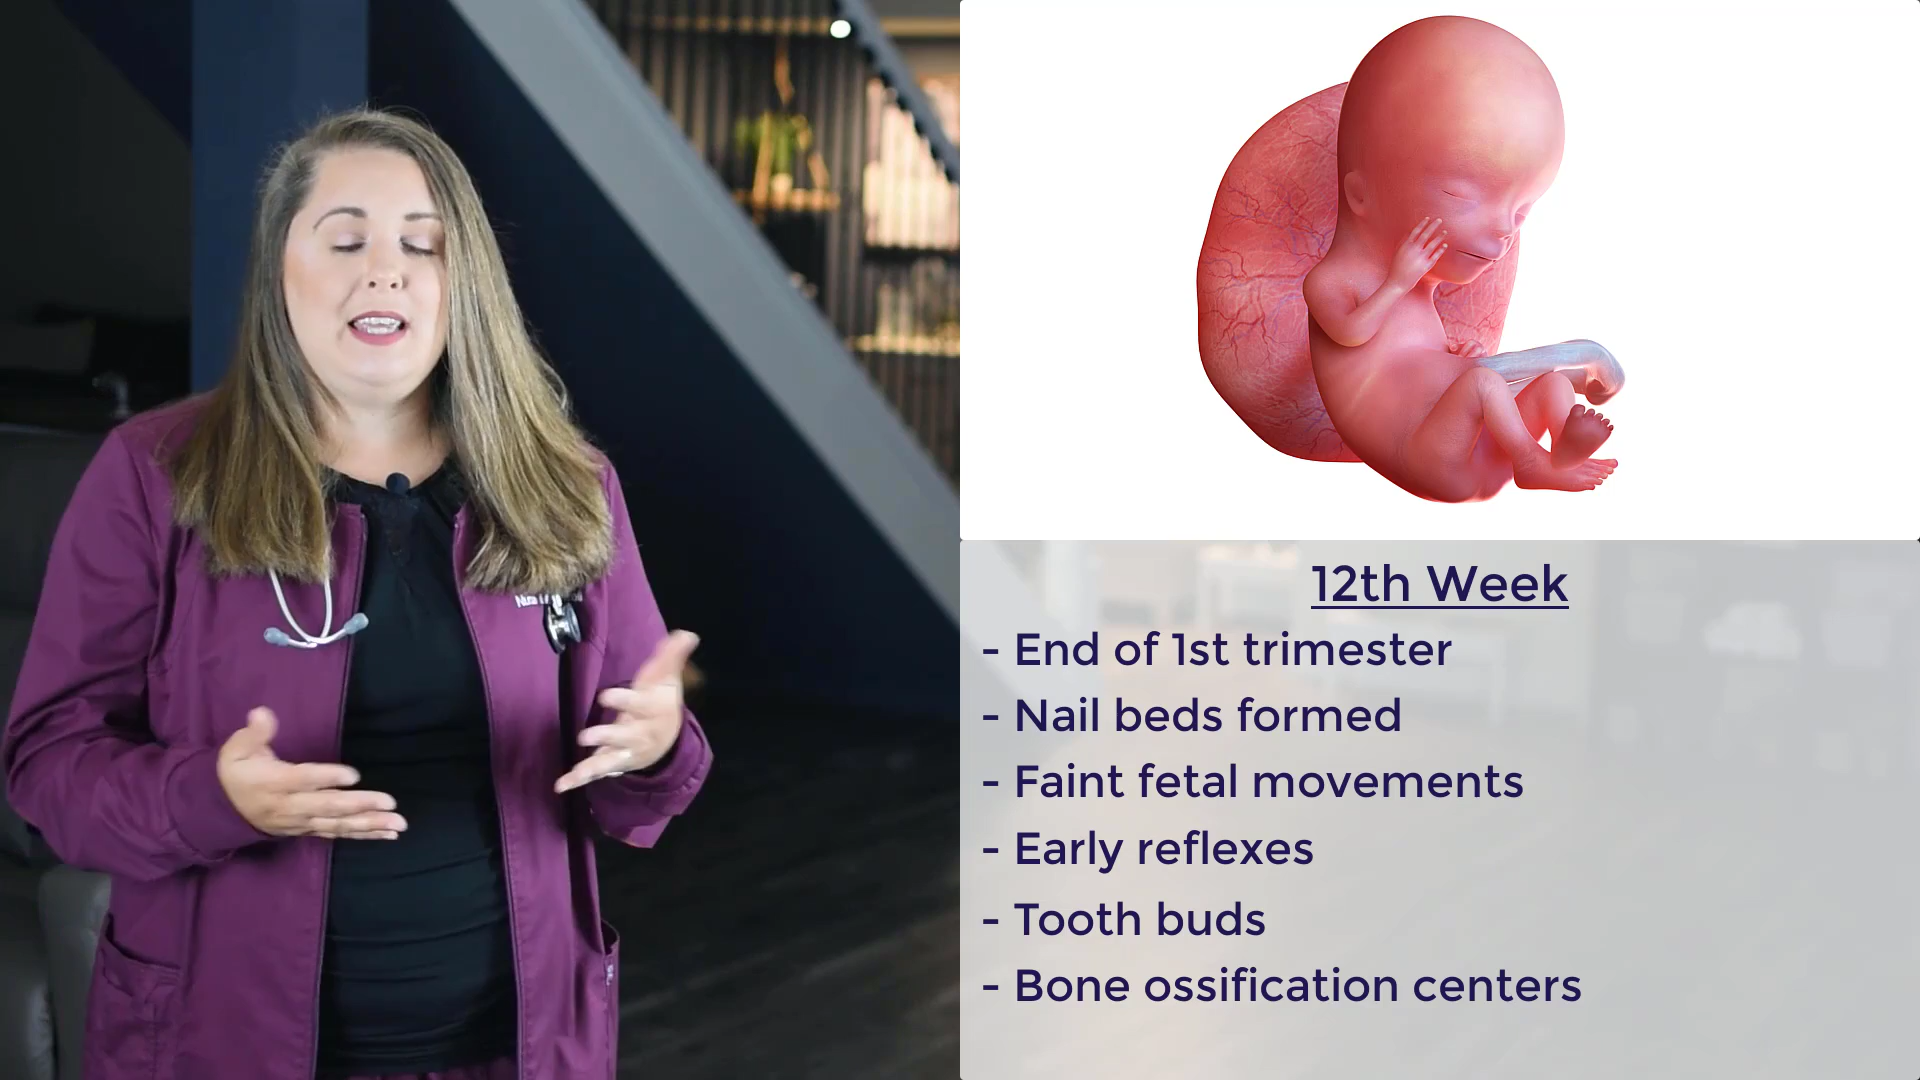 12th Week
- End of 1st trimester
- Nail beds formed
- Faint fetal movements
- Early reflexes
- Tooth buds
- Bone ossification centers